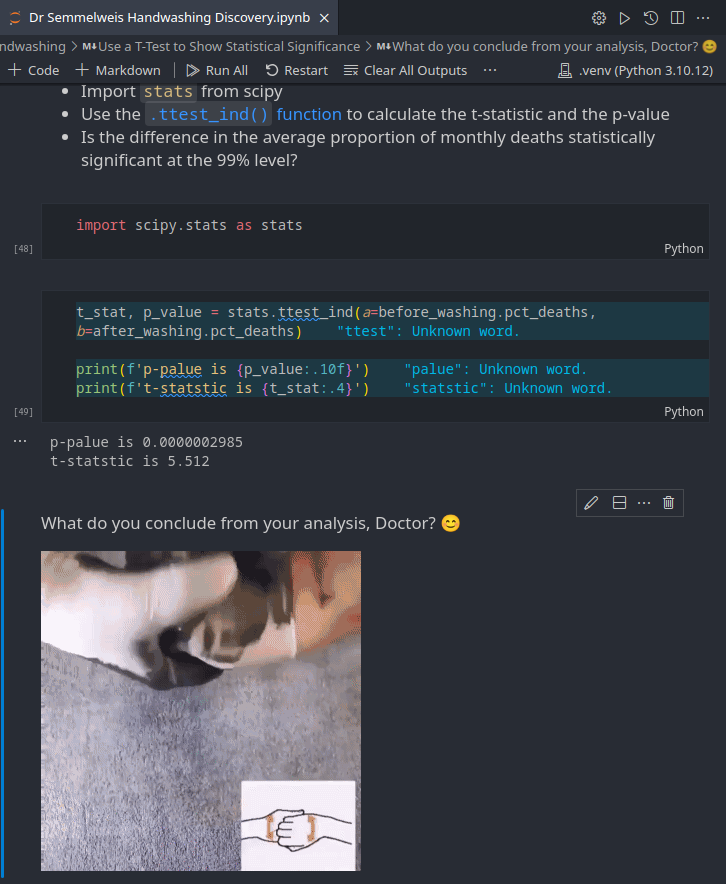 Dr Semmelweis Handwashing Discovery.ipynb
ndwashing > M↓Use a T-Test to Show Statistical Significance > M↓What do you conclude from your analysis, Doctor? 😊
+ Code + Markdown Run All Restart Clear All Outputs ... .venv (Python 3.10.12)
• Import stats from scipy
• Use the .ttest_ind() function to calculate the t-statistic and the p-value
• Is the difference in the average proportion of monthly deaths statistically
significant at the 99% level?
import scipy.stats as stats
[48] Python
t_stat, p_value = stats.ttest_ind(a=before_washing.pct_deaths,
b=after_washing.pct_deaths) "ttest": Unknown word.
print(f'p-palue is {p_value:.10f}') "palue": Unknown word.
print(f't-statstic is {t_stat:.4}') "statstic": Unknown word.
[49] Python
... p-palue is 0.0000002985
t-statstic is 5.512
What do you conclude from your analysis, Doctor? 😊